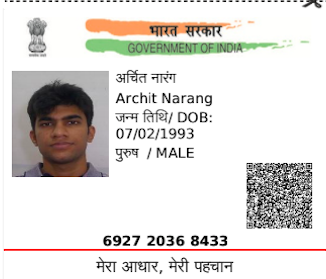 भारत सरकार
GOVERNMENT OF INDIA
अर्चित नारंग
Archit Narang
जन्म तिथि/ DOB:
07/02/1993
पुरुष / MALE
6927 2036 8433
मेरा आधार, मेरी पहचान